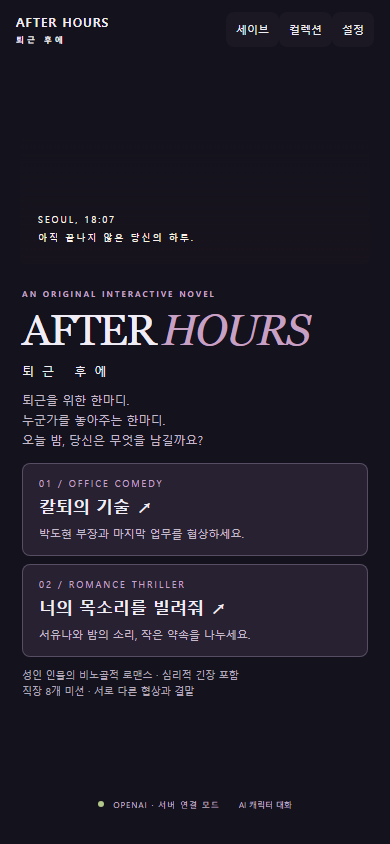 AFTER HOURS
퇴근 후에
세이브 컬렉션 설정
SEOUL, 18:07
아직 끝나지 않은 당신의 하루.
AN ORIGINAL INTERACTIVE NOVEL
AFTER HOURS
퇴근 후에
퇴근을 위한 한마디.
누군가를 놓아주는 한마디.
오늘 밤, 당신은 무엇을 남길까요?
01 / OFFICE COMEDY
칼퇴의 기술 ↗
박도현 부장과 마지막 업무를 협상하세요.
02 / ROMANCE THRILLER
너의 목소리를 빌려줘 ↗
서유나와 밤의 소리, 작은 약속을 나누세요.
성인 인물의 비노골적 로맨스 · 심리적 긴장 포함
직장 8개 미션 · 서로 다른 협상과 결말
OPENAI · 서버 연결 모드 AI 캐릭터 대화